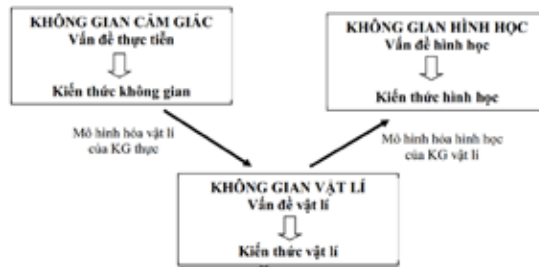 KHÔNG GIAN CẢM GIÁC
Vấn đề thực tiễn
Kiến thức không gian
KHÔNG GIAN HÌNH HỌC
Vấn đề hình học
Kiến thức hình học
Mô hình hóa vật lí
của KG thực
Mô hình hóa hình học
của KG vật lí
KHÔNG GIAN VẬT LÍ
Vấn đề vật lí
Kiến thức vật lí